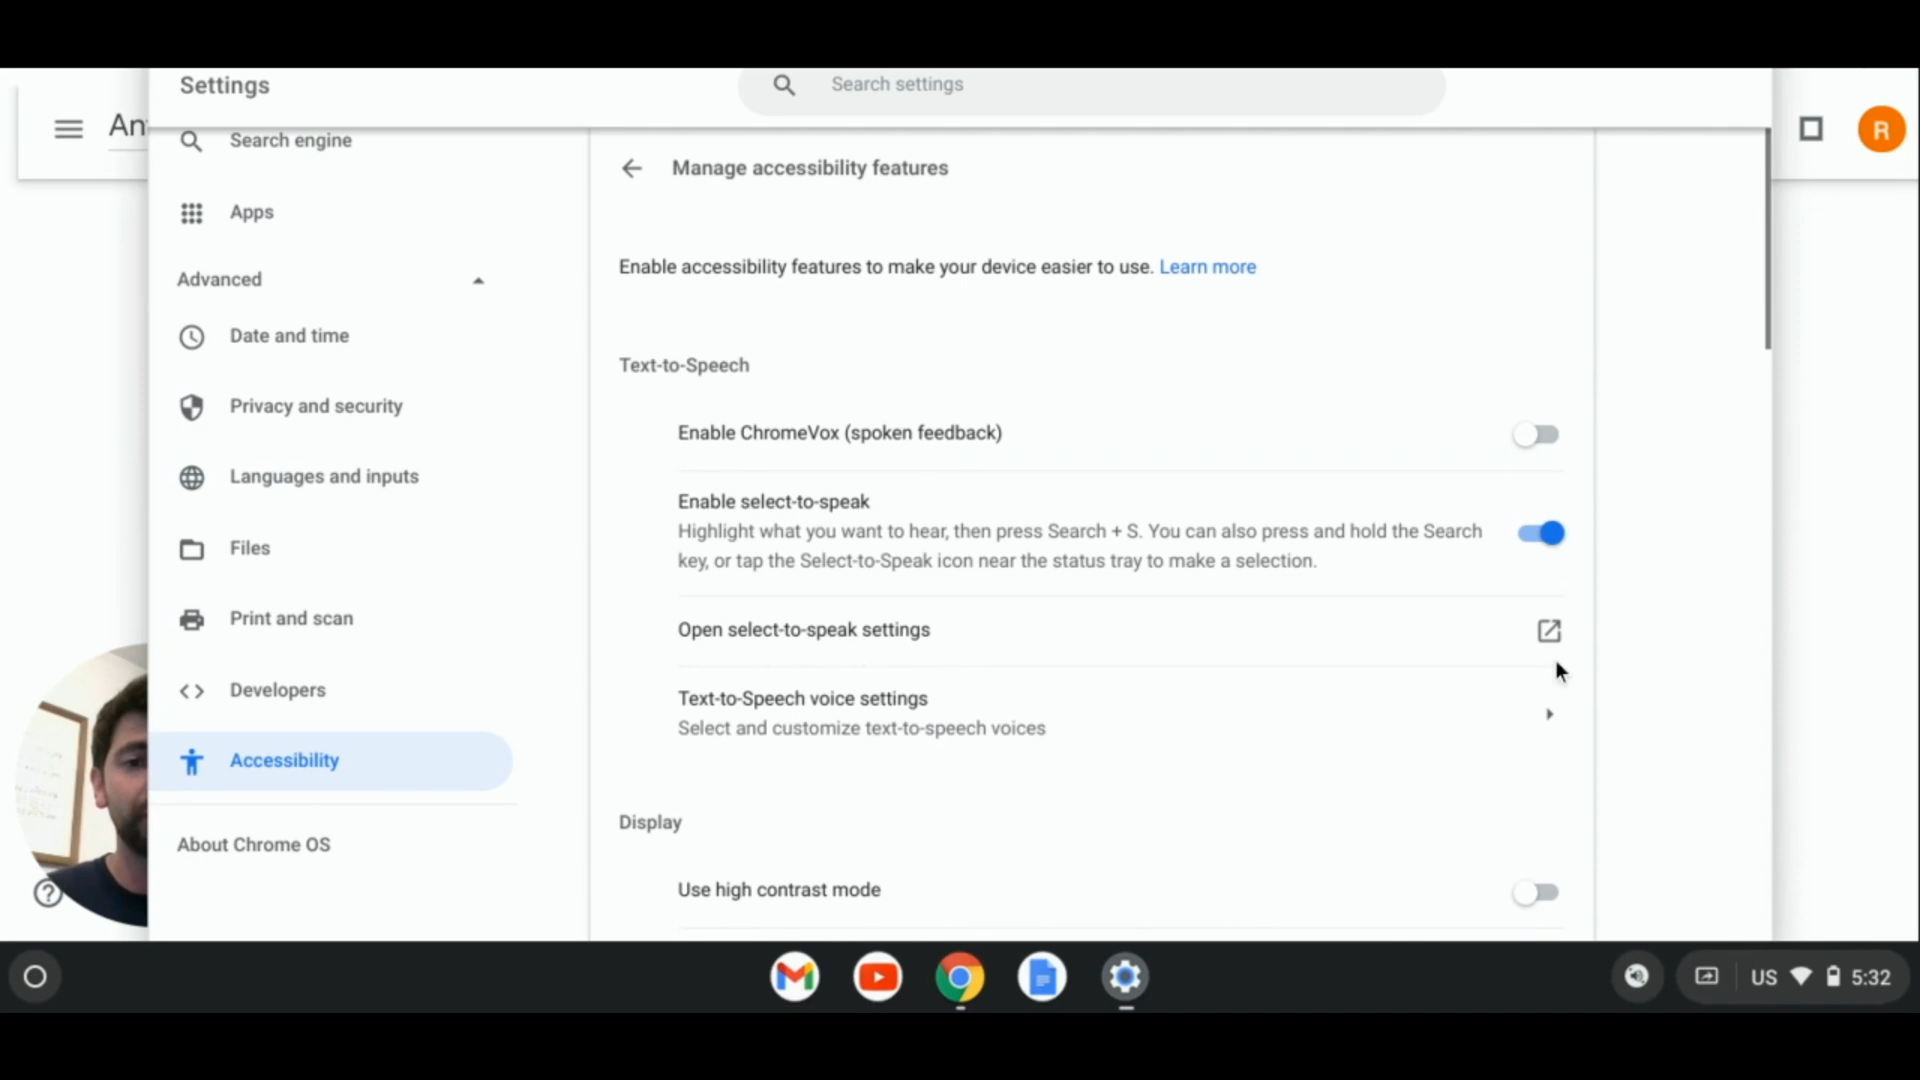 Settings
Search settings
An
R
Search engine
Apps
Advanced
Date and time
Privacy and security
Languages and inputs
Files
Print and scan
Developers
Accessibility
About Chrome OS
Manage accessibility features
Enable accessibility features to make your device easier to use. Learn more
Text-to-Speech
Enable ChromeVox (spoken feedback)
Enable select-to-speak
Highlight what you want to hear, then press Search + S. You can also press and hold the Search
key, or tap the Select-to-Speak icon near the status tray to make a selection.
Open select-to-speak settings
Text-to-Speech voice settings
Select and customize text-to-speech voices
Display
Use high contrast mode
US
5:32